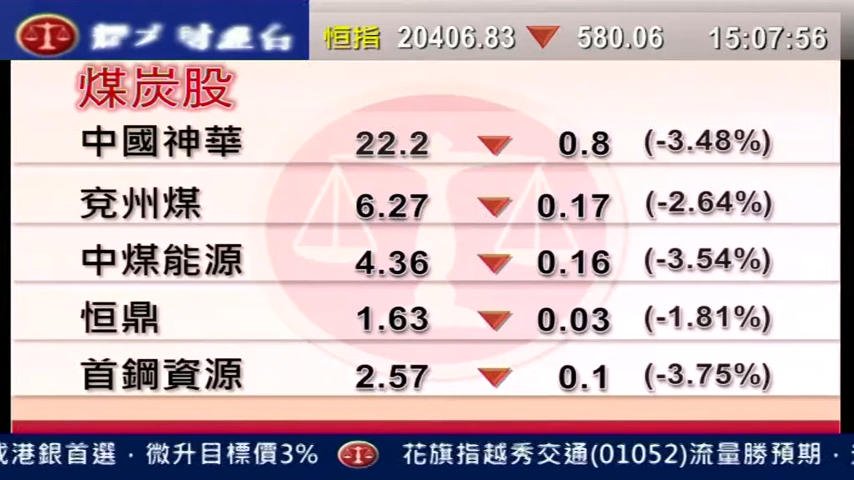 恒指 20406.83 ▼ 580.06 15:07:56
煤炭股
中國神華 22.2 ▼ 0.8 (-3.48%)
兗州煤 6.27 ▼ 0.17 (-2.64%)
中煤能源 4.36 ▼ 0.16 (-3.54%)
恒鼎 1.63 ▼ 0.03 (-1.81%)
首鋼資源 2.57 ▼ 0.1 (-3.75%)
港銀首選．微升目標價3% 花旗指越秀交通(01052)流量勝預期．